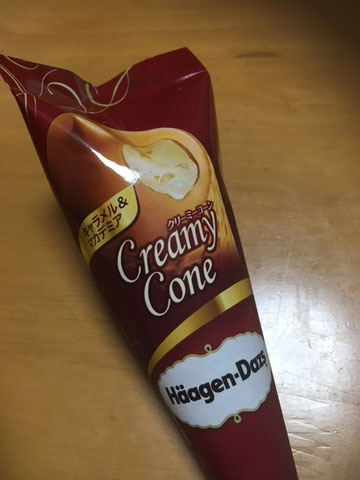 キャラメル&
マカデミア
クリーミーコーン
Creamy
Cone
Häagen-Dazs